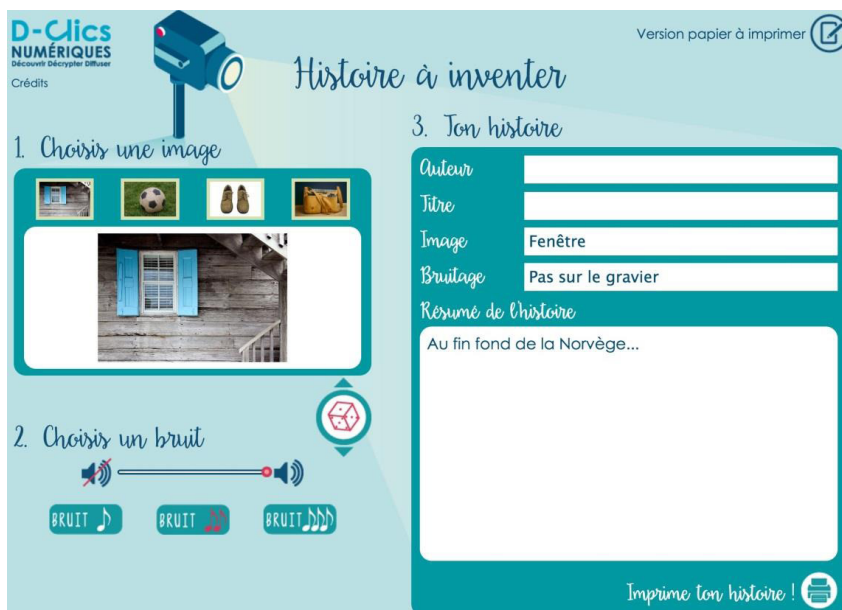 D-Clics
NUMÉRIQUES
Découvrir Décrypter Diffuser
Crédits
Version papier à imprimer
Histoire à inventer
1. Choisis une image
2. Choisis un bruit
BRUIT
BRUIT
BRUIT
3. Ton histoire
Auteur
Titre
Image
Fenêtre
Bruitage
Pas sur le gravier
Résumé de l'histoire
Au fin fond de la Norvège...
Imprime ton histoire !